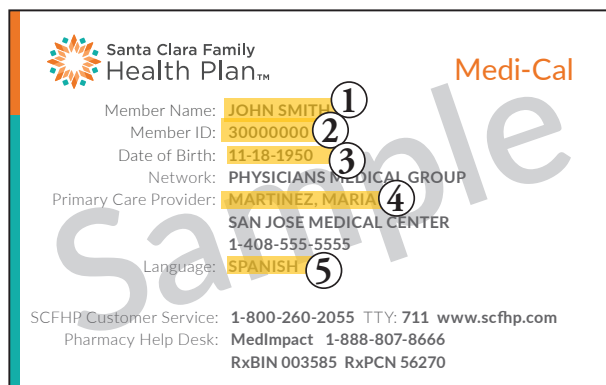 Santa Clara Family
Health Plan™
Medi-Cal
Member Name: JOHN SMITH 1
Member ID: 30000000 2
Date of Birth: 11-18-1950 3
Network: PHYSICIANS MEDICAL GROUP
Primary Care Provider: MARTINEZ, MARIA 4
SAN JOSE MEDICAL CENTER
1-408-555-5555
Language: SPANISH 5
Sample
SCFHP Customer Service: 1-800-260-2055 TTY: 711 www.scfhp.com
Pharmacy Help Desk: MedImpact 1-888-807-8666
RxBIN 003585 RxPCN 56270